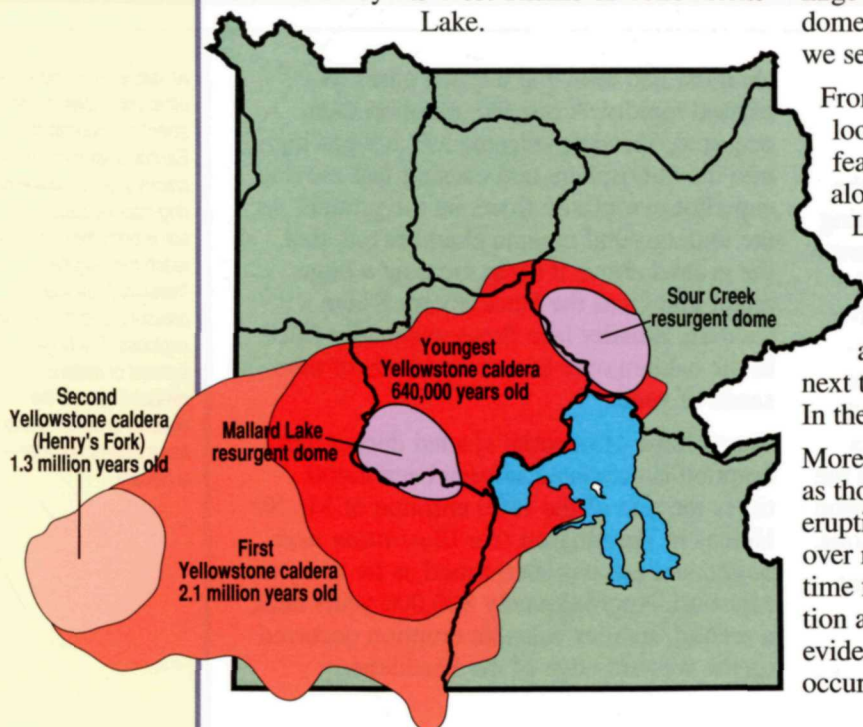 Lake.
dome
we se
Fron
loo
fea
alo
L
a
next t
In the
More
as tho
erupti
over r
time r
tion a
evide
occur
Sour Creek
resurgent dome
Youngest
Yellowstone caldera
640,000 years old
Second
Yellowstone caldera
(Henry's Fork)
1.3 million years old
Mallard Lake
resurgent dome
First
Yellowstone caldera
2.1 million years old